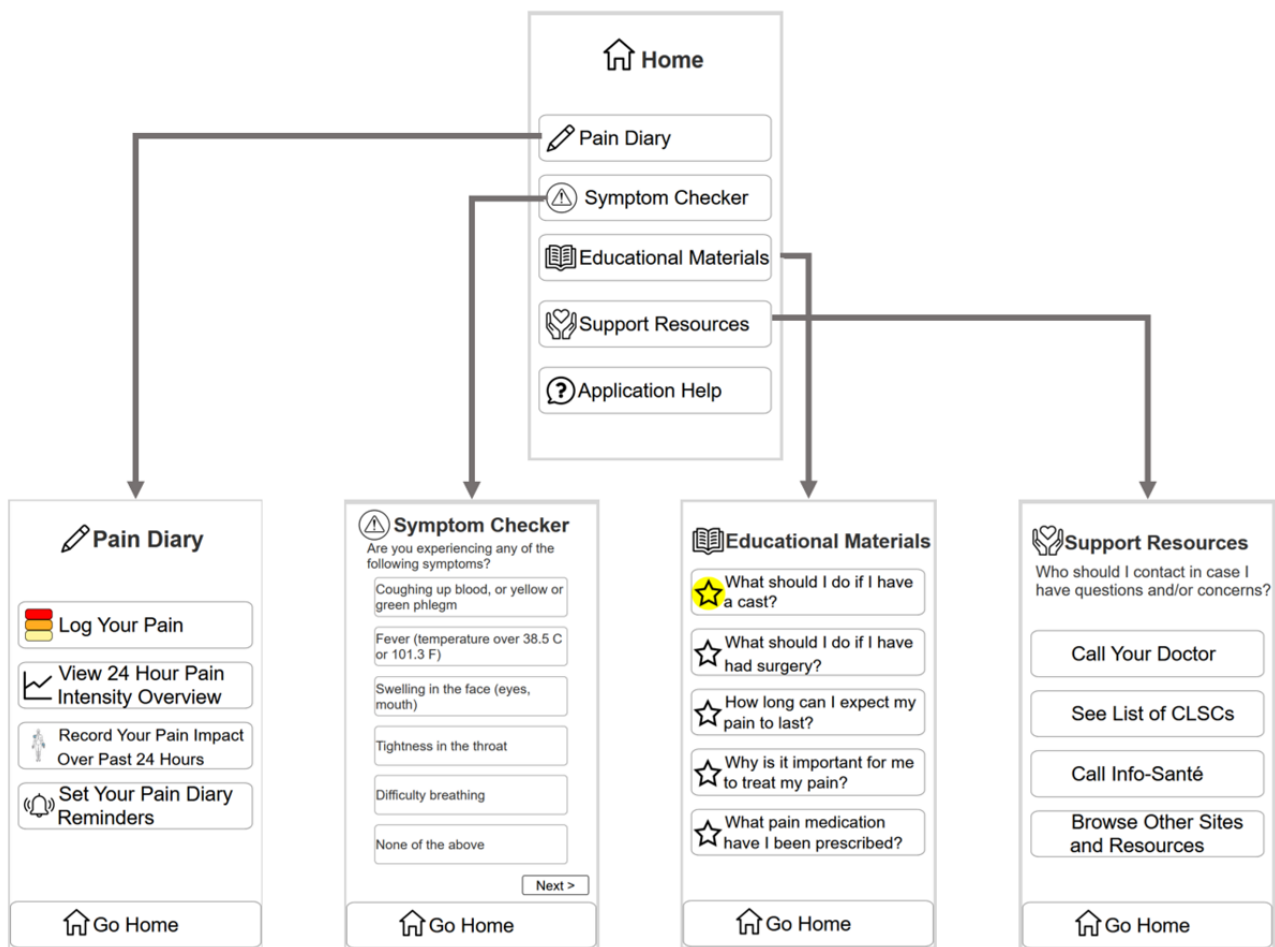 Home
Pain Diary
Symptom Checker
Educational Materials
Support Resources
Application Help
Pain Diary
Log Your Pain
View 24 Hour Pain
Intensity Overview
Record Your Pain Impact
Over Past 24 Hours
Set Your Pain Diary
Reminders
Go Home
Symptom Checker
Are you experiencing any of the
following symptoms?
Coughing up blood, or yellow or
green phlegm
Fever (temperature over 38.5 C
or 101.3 F)
Swelling in the face (eyes,
mouth)
Tightness in the throat
Difficulty breathing
None of the above
Next >
Go Home
Educational Materials
What should I do if I have
a cast?
What should I do if I have
had surgery?
How long can I expect my
pain to last?
Why is it important for me
to treat my pain?
What pain medication
have I been prescribed?
Go Home
Support Resources
Who should I contact in case I
have questions and/or concerns?
Call Your Doctor
See List of CLSCs
Call Info-Santé
Browse Other Sites
and Resources
Go Home